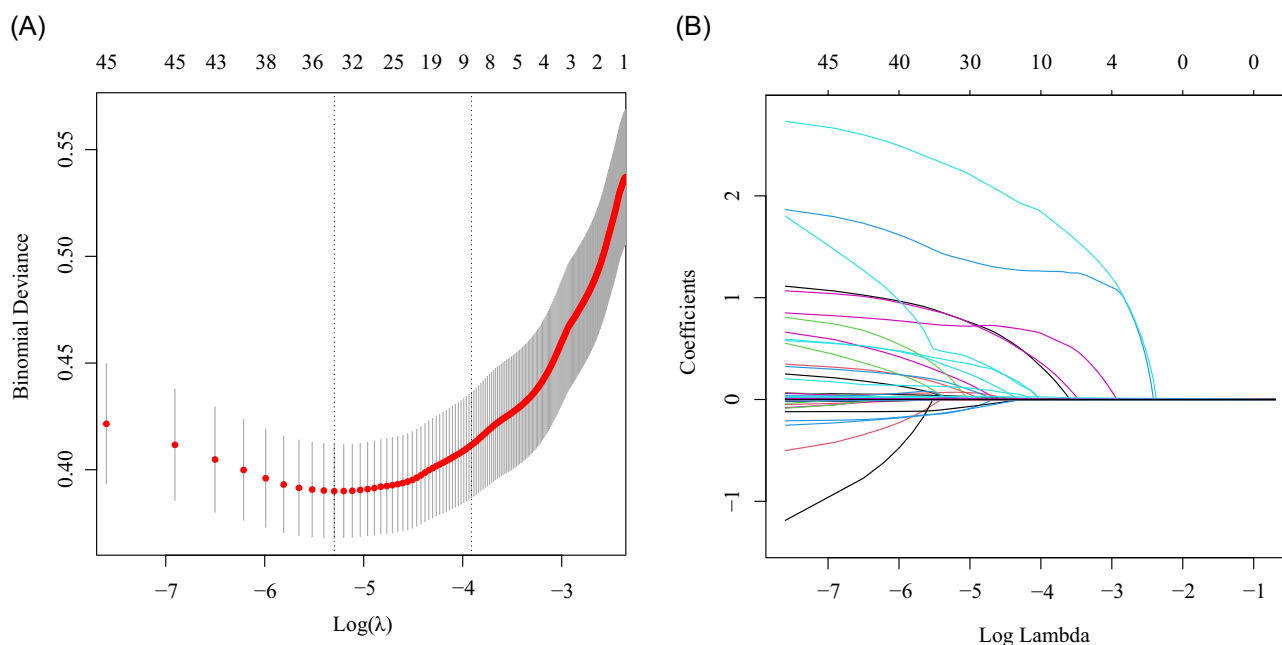 (A)
45 45 43 38 36 32 25 19 9 8 5 4 3 2 1
Binomial Deviance
0.55
0.50
0.45
0.40
−7 −6 −5 −4 −3
Log(λ)
(B)
45 40 30 10 4 0 0
Coefficients
2
1
0
−1
−7 −6 −5 −4 −3 −2 −1
Log Lambda